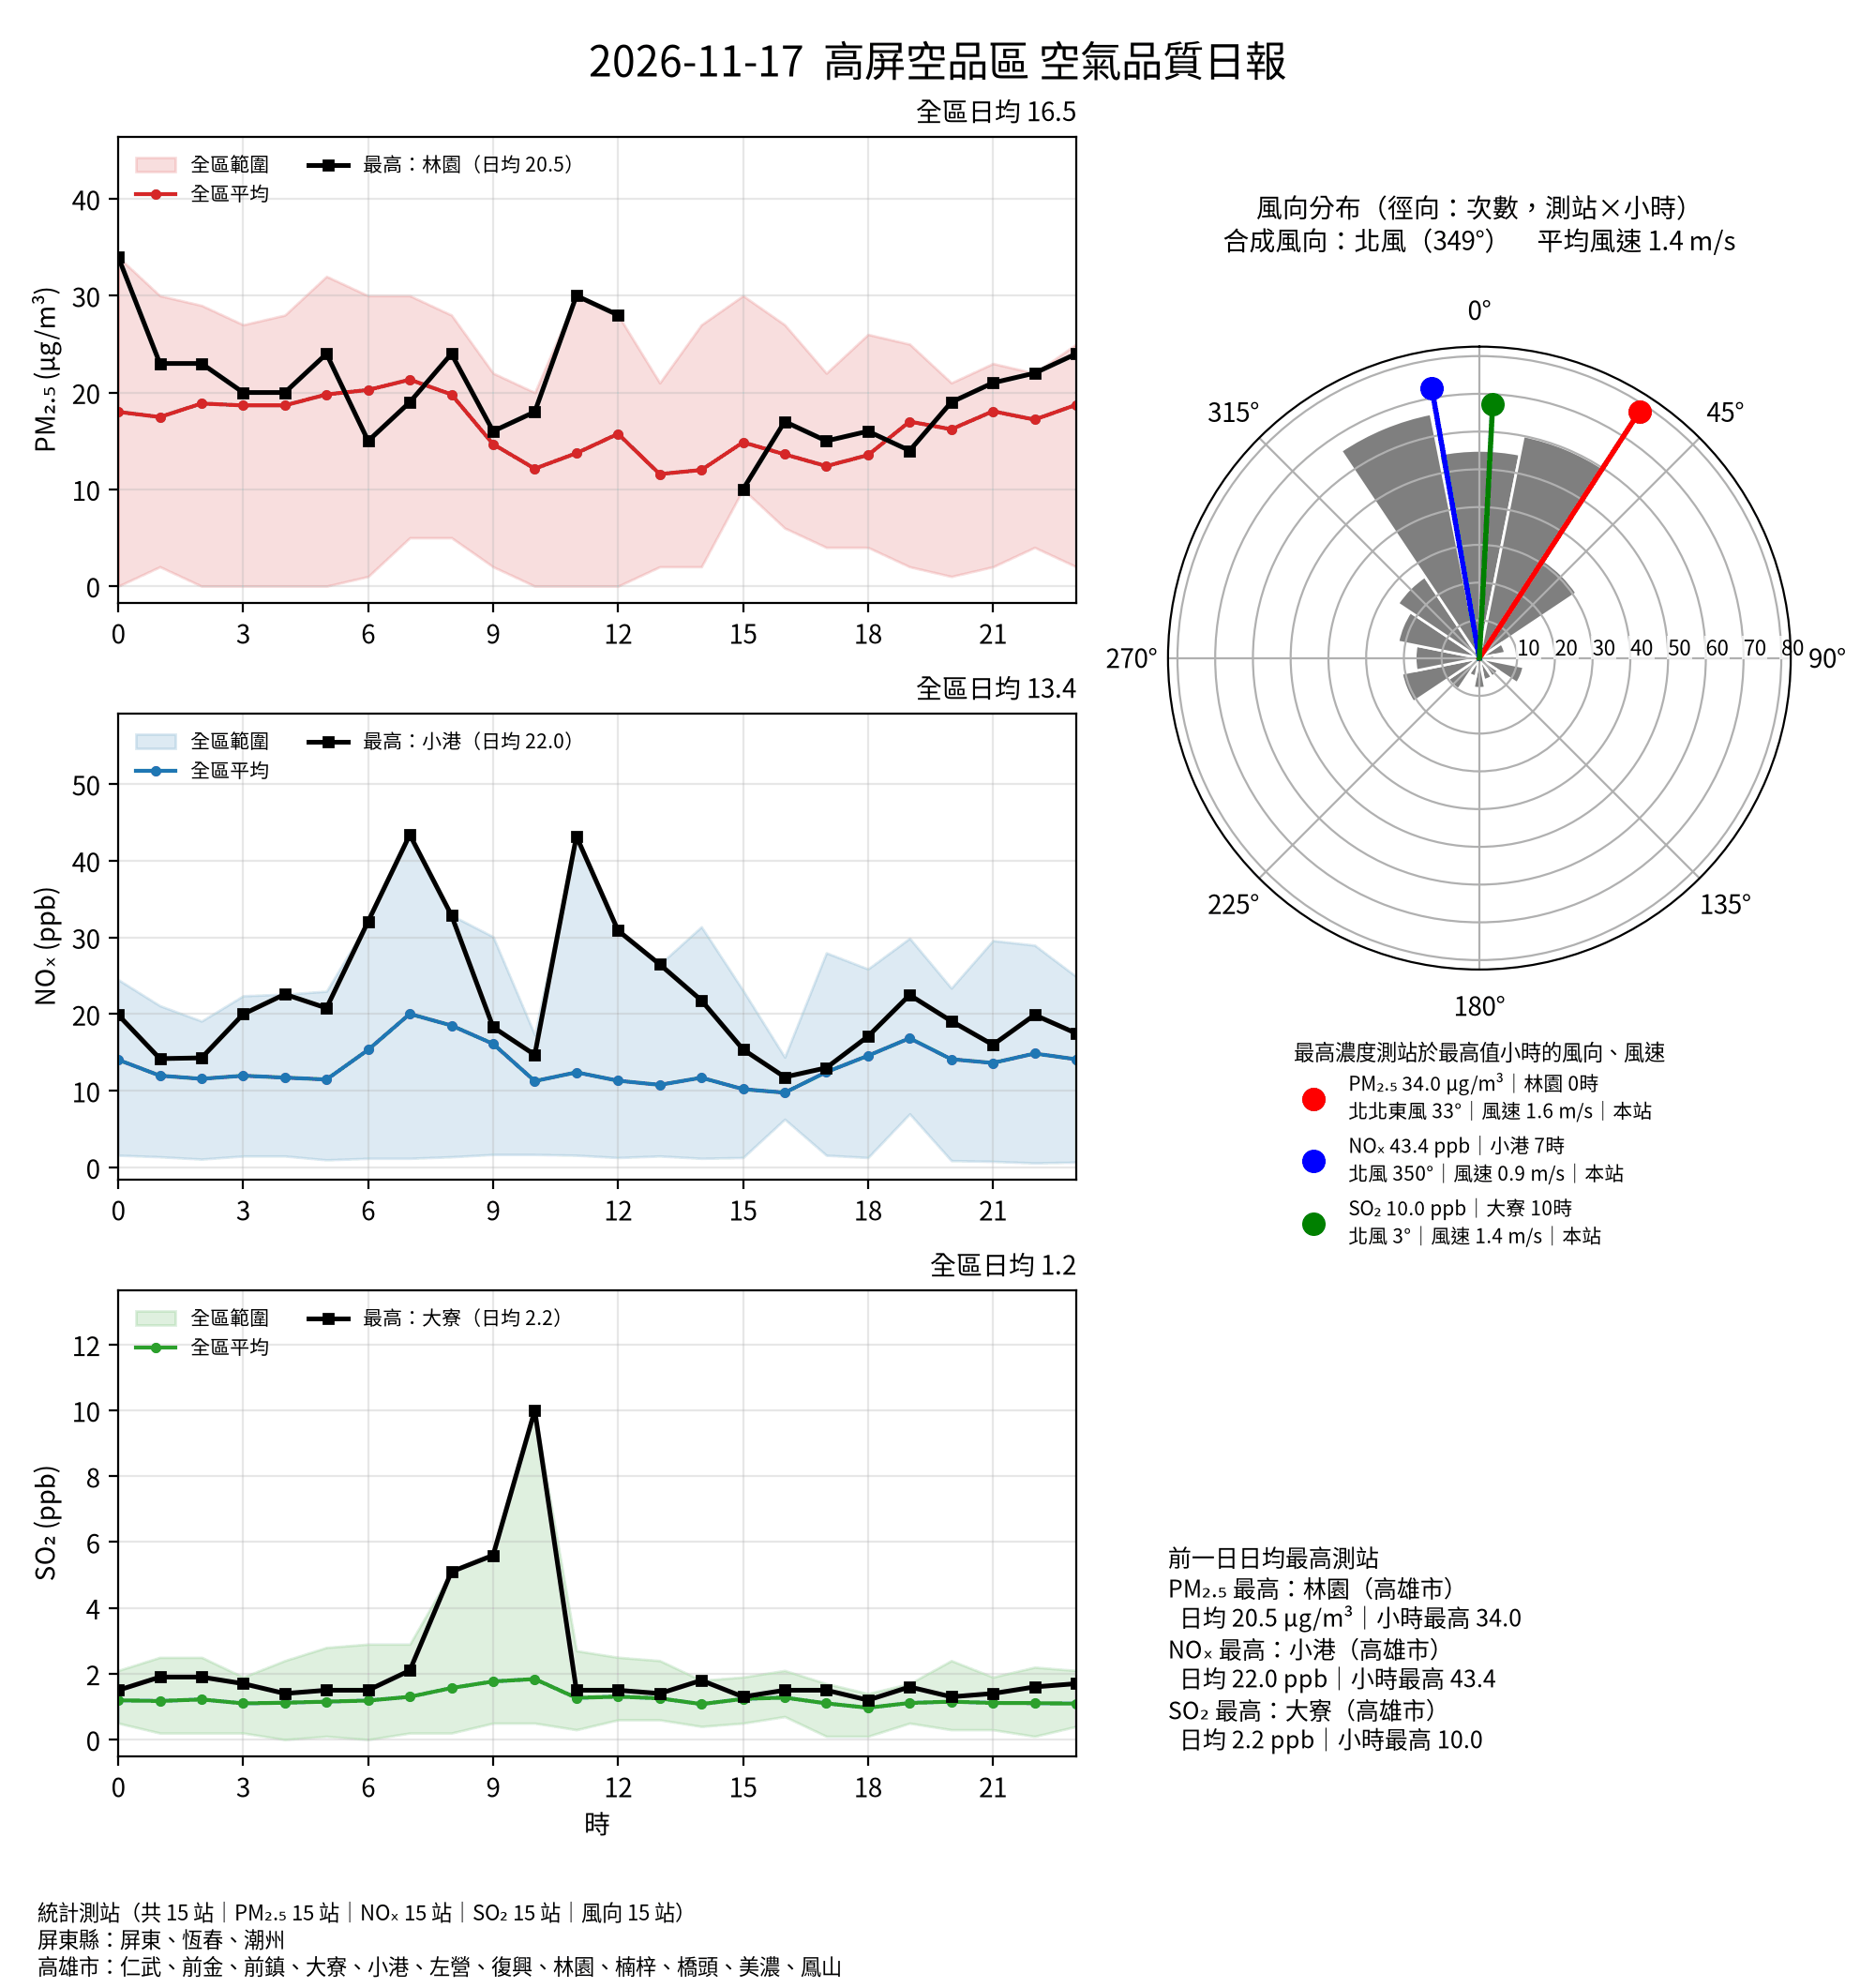 2026-11-17 高屏空品區 空氣品質日報
全區日均 16.5
全區範圍
全區平均
最高：林園（日均 20.5）
PM₂.₅ (μg/m³)
40
30
20
10
0
0 3 6 9 12 15 18 21
全區日均 13.4
全區範圍
全區平均
最高：小港（日均 22.0）
NOₓ (ppb)
50
40
30
20
10
0
0 3 6 9 12 15 18 21
全區日均 1.2
全區範圍
全區平均
最高：大寮（日均 2.2）
SO₂ (ppb)
12
10
8
6
4
2
0
0 3 6 9 12 15 18 21
時
風向分布（徑向：次數，測站×小時）
合成風向：北風（349°） 平均風速 1.4 m/s
0°
315° 45°
270° 10 20 30 40 50 60 70 80 90°
225° 135°
180°
最高濃度測站於最高值小時的風向、風速
PM₂.₅ 34.0 μg/m³｜林園 0時
北北東風 33°｜風速 1.6 m/s｜本站
NOₓ 43.4 ppb｜小港 7時
北風 350°｜風速 0.9 m/s｜本站
SO₂ 10.0 ppb｜大寮 10時
北風 3°｜風速 1.4 m/s｜本站
前一日日均最高測站
PM₂.₅ 最高：林園（高雄市）
日均 20.5 μg/m³｜小時最高 34.0
NOₓ 最高：小港（高雄市）
日均 22.0 ppb｜小時最高 43.4
SO₂ 最高：大寮（高雄市）
日均 2.2 ppb｜小時最高 10.0
統計測站（共 15 站｜PM₂.₅ 15 站｜NOₓ 15 站｜SO₂ 15 站｜風向 15 站）
屏東縣：屏東、恆春、潮州
高雄市：仁武、前金、前鎮、大寮、小港、左營、復興、林園、楠梓、橋頭、美濃、鳳山